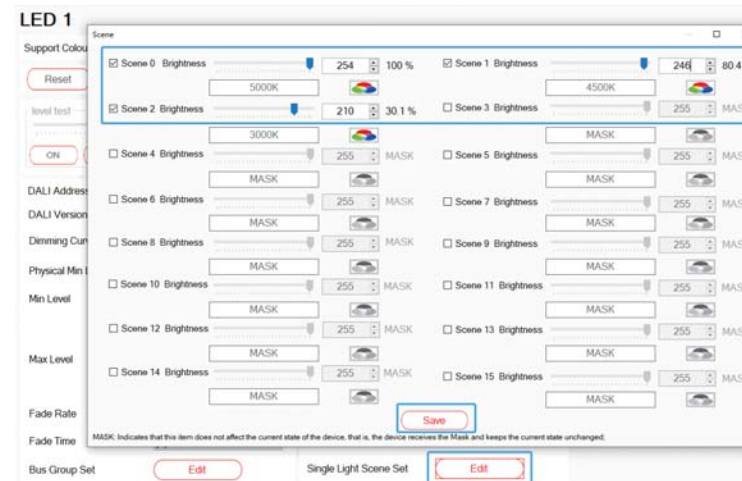 LED 1
Scene
Support Colou
Reset
level test
ON
DALI Address
DALI Version
Dimming Cur
Physical Min
Min Level
Max Level
Fade Rate
Fade Time
Bus Group Set
Edit
Scene 0 Brightness 254 100 % Scene 1 Brightness 246 80.4
5000K 4500K
Scene 2 Brightness 210 30.1 % Scene 3 Brightness 255 MAS
3000K MASK
Scene 4 Brightness 255 MASK Scene 5 Brightness 255 MAS
MASK MASK
Scene 6 Brightness 255 MASK Scene 7 Brightness 255 MAS
MASK MASK
Scene 8 Brightness 255 MASK Scene 9 Brightness 255 MAS
MASK MASK
Scene 10 Brightness 255 MASK Scene 11 Brightness 255 MAS
MASK MASK
Scene 12 Brightness 255 MASK Scene 13 Brightness 255 MAS
MASK MASK
Scene 14 Brightness 255 MASK Scene 15 Brightness 255 MAS
MASK MASK
Save
MASK: Indicates that this item does not affect the current state of the device, that is, the device receives the Mask and keeps the current state unchanged;
Single Light Scene Set Edit